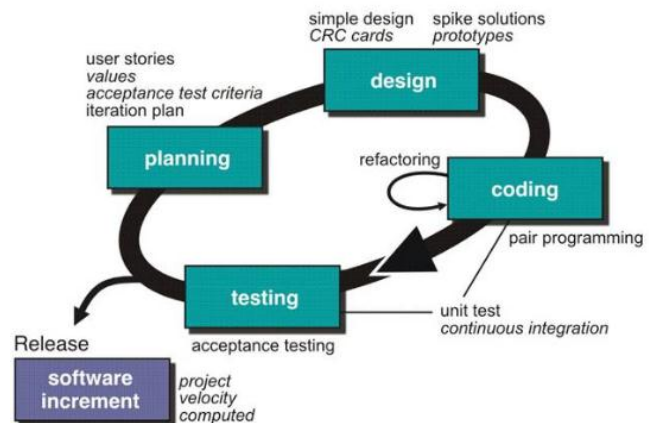 simple design
CRC cards
spike solutions
prototypes
user stories
values
acceptance test criteria
iteration plan
design
planning
refactoring
coding
pair programming
testing
unit test
continuous integration
acceptance testing
Release
software
increment
project
velocity
computed